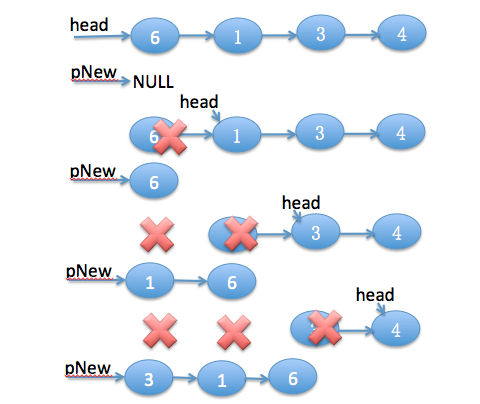 head 6 1 3 4
pNew NULL
head
6 1 3 4
pNew 6
head
3 4
pNew 1 6
head
4
pNew 3 1 6